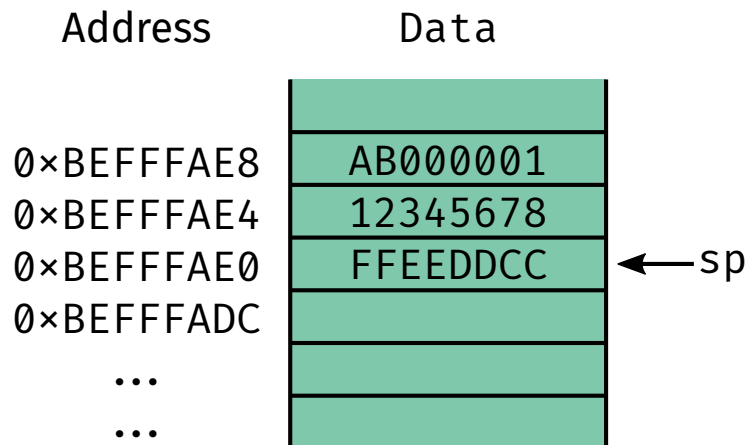 Address Data
0×BEFFFAE8 AB000001
0×BEFFFAE4 12345678
0×BEFFFAE0 FFEEDDCC sp
0×BEFFFADC
...
...